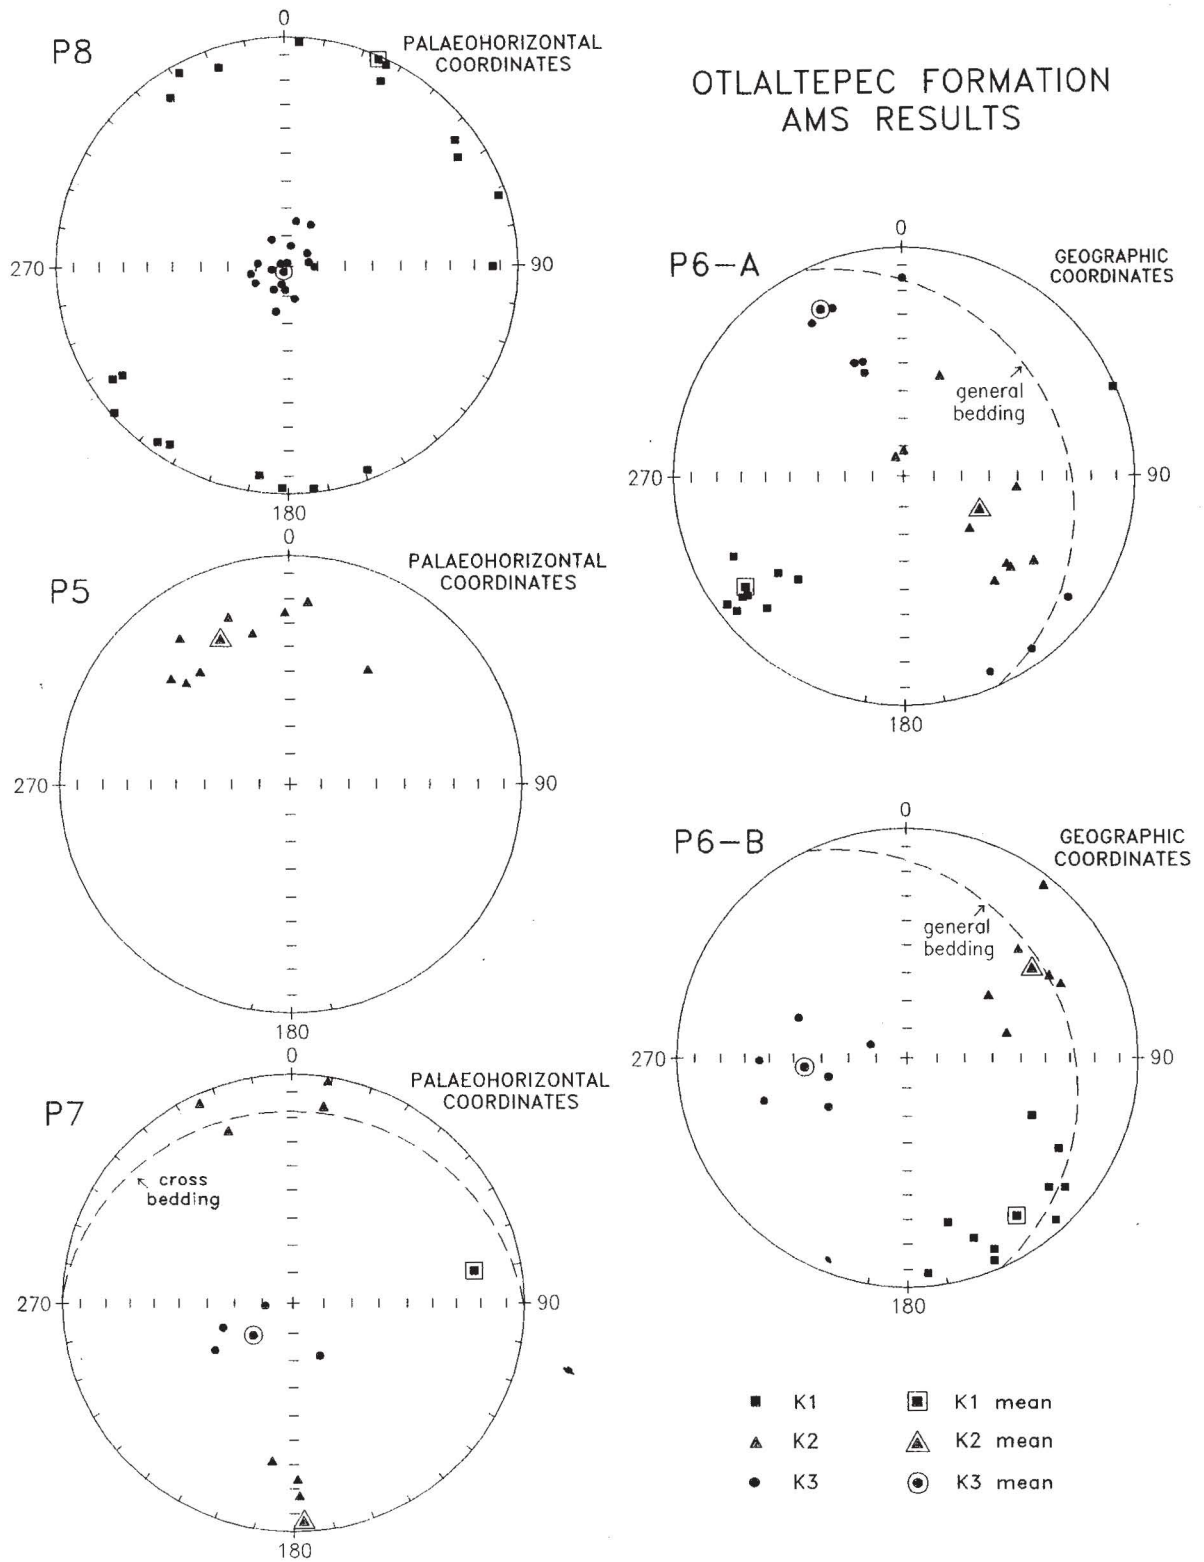 OTLALTEPEC FORMATION
AMS RESULTS
P8
0
PALAEOHORIZONTAL
COORDINATES
270
90
180
P5
0
PALAEOHORIZONTAL
COORDINATES
270
90
180
P7
0
PALAEOHORIZONTAL
COORDINATES
cross
bedding
270
90
180
P6-A
0
GEOGRAPHIC
COORDINATES
general
bedding
270
90
180
P6-B
0
GEOGRAPHIC
COORDINATES
general
bedding
270
90
180
K1
K1 mean
K2
K2 mean
K3
K3 mean